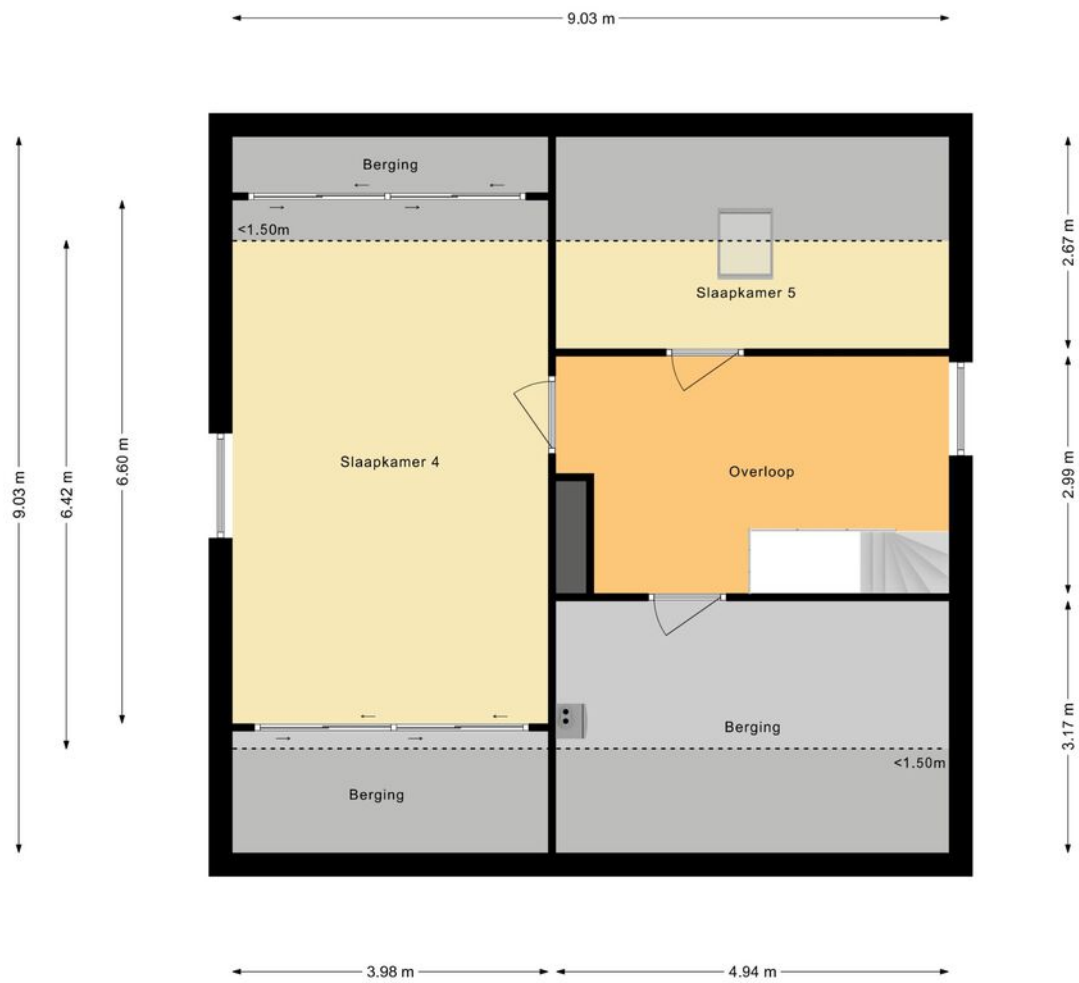 9.03 m
Berging
<1.50m
Slaapkamer 5
Slaapkamer 4
Overloop
Berging
<1.50m
Berging
9.03 m
6.42 m
6.60 m
2.67 m
2.99 m
3.17 m
3.98 m
4.94 m